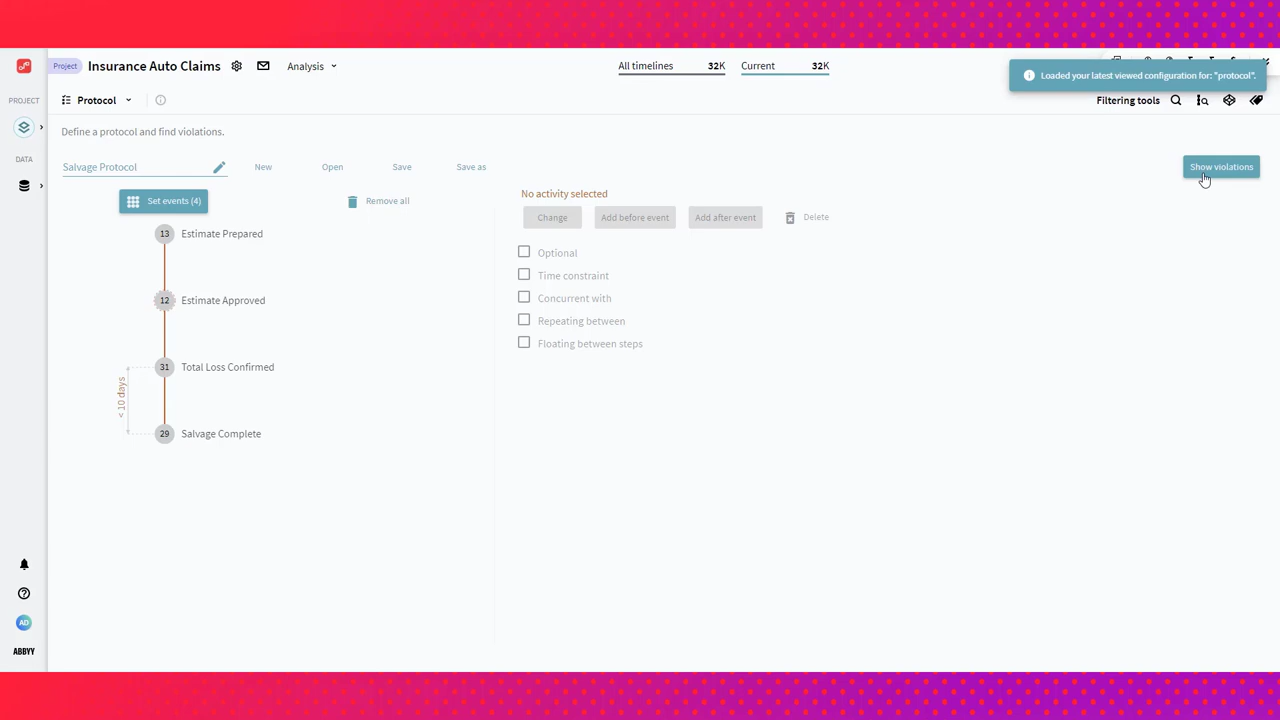 Project Insurance Auto Claims Analysis All timelines 32K Current 32K
Loaded your latest viewed configuration for: "protocol".
PROJECT Protocol Filtering tools
Define a protocol and find violations.
DATA
Salvage Protocol New Open Save Save as Show violations
Set events (4) Remove all
No activity selected
Change Add before event Add after event Delete
13 Estimate Prepared
Optional
Time constraint
12 Estimate Approved
Concurrent with
Repeating between
Floating between steps
31 Total Loss Confirmed
< 10 days
29 Salvage Complete
AD
ABBYY